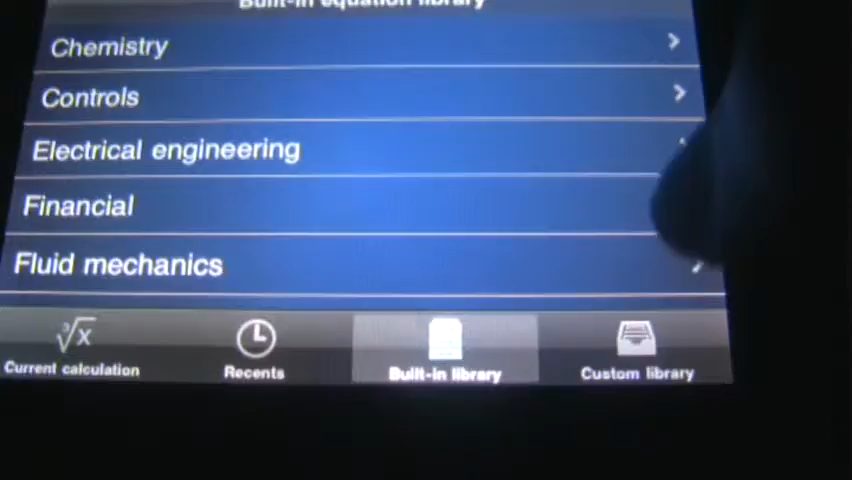 Built-in equation library
Chemistry
Controls
Electrical engineering
Financial
Fluid mechanics
3√x
Current calculation
Recents
Built-in library
Custom library